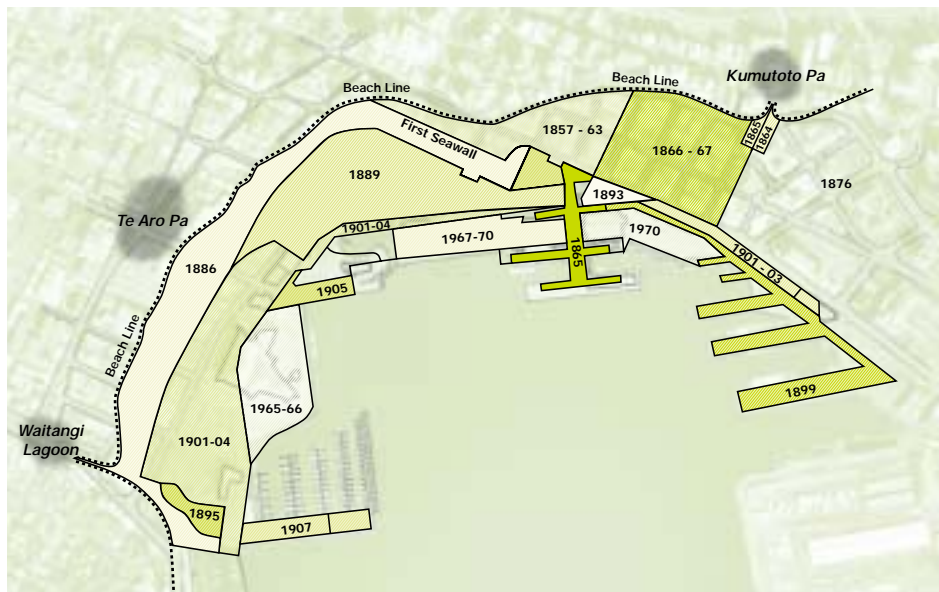 Kumutoto Pa
Beach Line
Beach Line
First Seawall
1857 - 63
1866 - 67
1865
1864
1876
1889
1893
Te Aro Pa
1901-04
1967-70
1865
1970
1901 - 03
1886
1905
Beach Line
1899
1965-66
Waitangi
Lagoon
1901-04
1895
1907